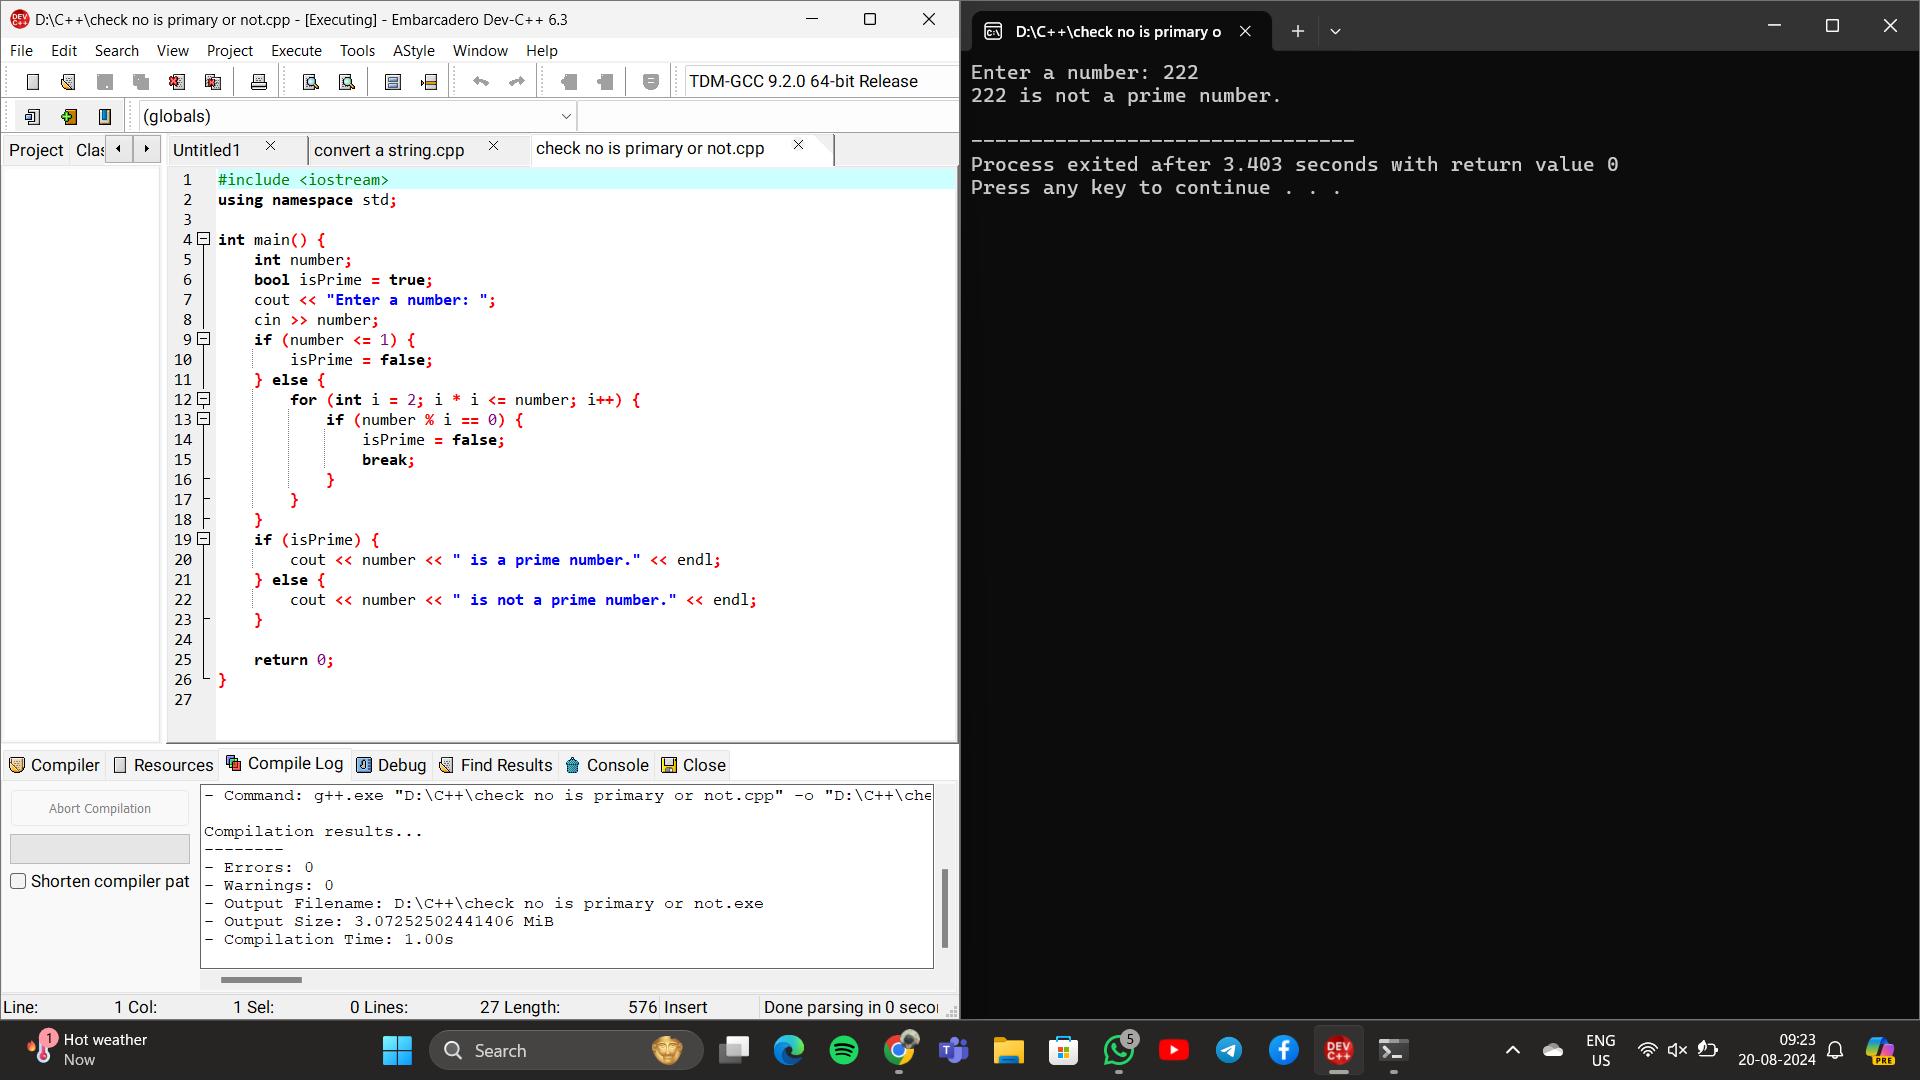 D:\C++\check no is primary or not.cpp - [Executing] - Embarcadero Dev-C++ 6.3
File Edit Search View Project Execute Tools AStyle Window Help
TDM-GCC 9.2.0 64-bit Release
(globals)
Project Clas
Untitled1 convert a string.cpp check no is primary or not.cpp
1 #include <iostream>
2 using namespace std;
3
4 int main() {
5 int number;
6 bool isPrime = true;
7 cout << "Enter a number: ";
8 cin >> number;
9 if (number <= 1) {
10 isPrime = false;
11 } else {
12 for (int i = 2; i * i <= number; i++) {
13 if (number % i == 0) {
14 isPrime = false;
15 break;
16 }
17 }
18 }
19 if (isPrime) {
20 cout << number << " is a prime number." << endl;
21 } else {
22 cout << number << " is not a prime number." << endl;
23 }
24
25 return 0;
26 }
27
Compiler Resources Compile Log Debug Find Results Console Close
Abort Compilation
Shorten compiler pat
- Command: g++.exe "D:\C++\check no is primary or not.cpp" -o "D:\C++\che
Compilation results...
--------
- Errors: 0
- Warnings: 0
- Output Filename: D:\C++\check no is primary or not.exe
- Output Size: 3.07252502441406 MiB
- Compilation Time: 1.00s
Line: 1 Col: 1 Sel: 0 Lines: 27 Length: 576 Insert Done parsing in 0 secon
D:\C++\check no is primary o
Enter a number: 222
222 is not a prime number.
--------------------------------
Process exited after 3.403 seconds with return value 0
Press any key to continue . . .
1
Hot weather
Now
Search
5
DEV C++
ENG
US
09:23
20-08-2024
PRE